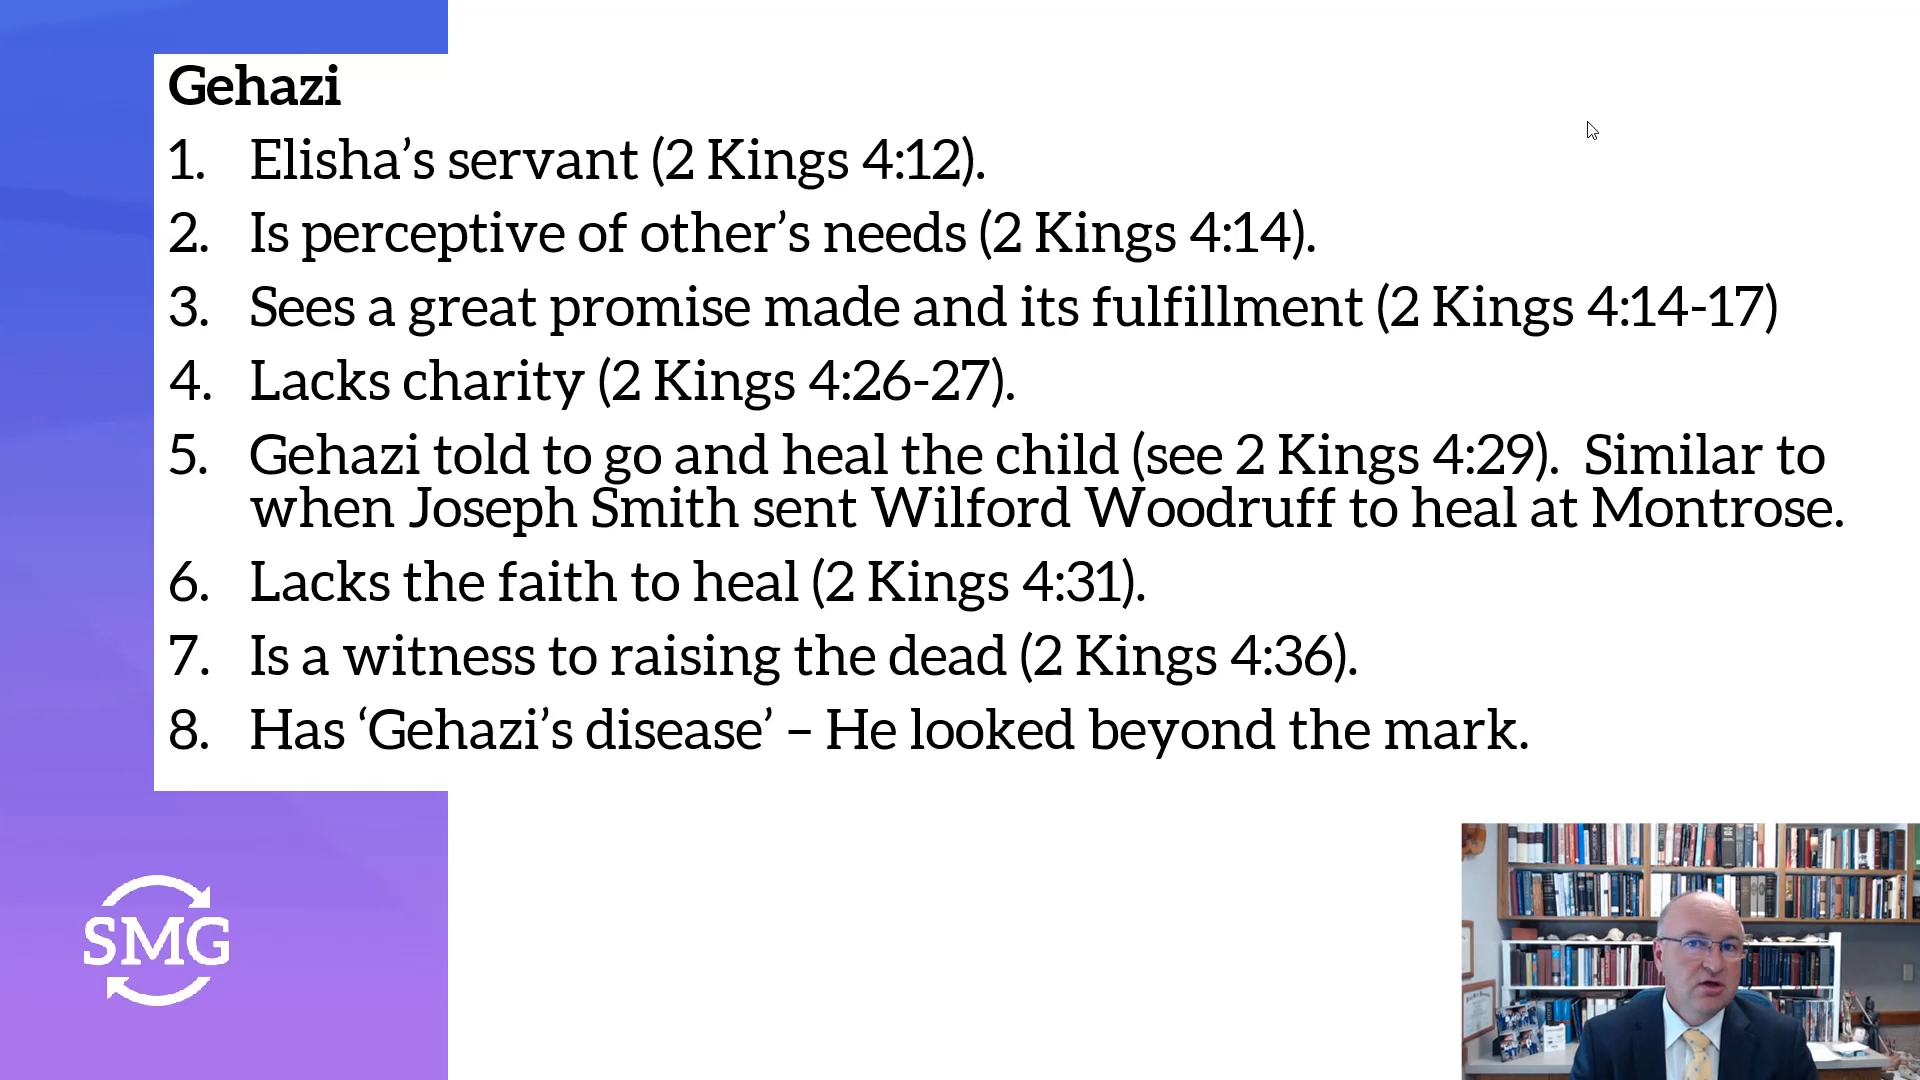 Gehazi
1. Elisha’s servant (2 Kings 4:12).
2. Is perceptive of other’s needs (2 Kings 4:14).
3. Sees a great promise made and its fulfillment (2 Kings 4:14-17)
4. Lacks charity (2 Kings 4:26-27).
5. Gehazi told to go and heal the child (see 2 Kings 4:29). Similar to
when Joseph Smith sent Wilford Woodruff to heal at Montrose.
6. Lacks the faith to heal (2 Kings 4:31).
7. Is a witness to raising the dead (2 Kings 4:36).
8. Has ‘Gehazi’s disease’ – He looked beyond the mark.
SMG